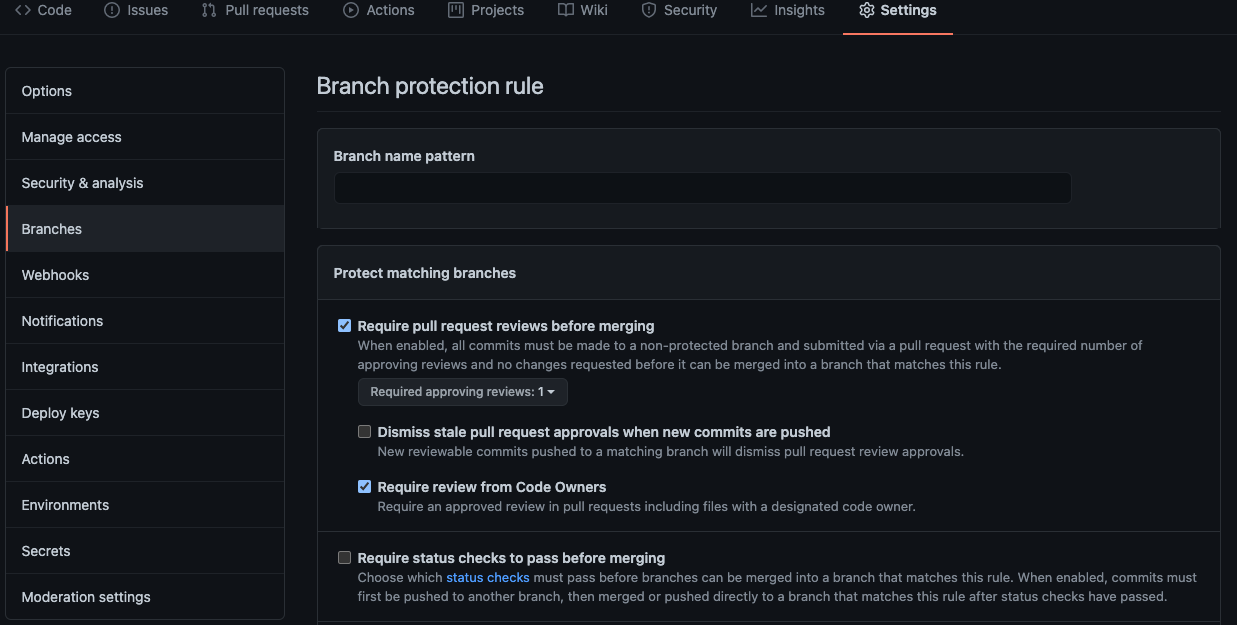 Code Issues Pull requests Actions Projects Wiki Security Insights Settings
Options
Manage access
Security & analysis
Branches
Webhooks
Notifications
Integrations
Deploy keys
Actions
Environments
Secrets
Moderation settings
Branch protection rule
Branch name pattern
Protect matching branches
Require pull request reviews before merging
When enabled, all commits must be made to a non-protected branch and submitted via a pull request with the required number of
approving reviews and no changes requested before it can be merged into a branch that matches this rule.
Required approving reviews: 1
Dismiss stale pull request approvals when new commits are pushed
New reviewable commits pushed to a matching branch will dismiss pull request review approvals.
Require review from Code Owners
Require an approved review in pull requests including files with a designated code owner.
Require status checks to pass before merging
Choose which status checks must pass before branches can be merged into a branch that matches this rule. When enabled, commits must
first be pushed to another branch, then merged or pushed directly to a branch that matches this rule after status checks have passed.